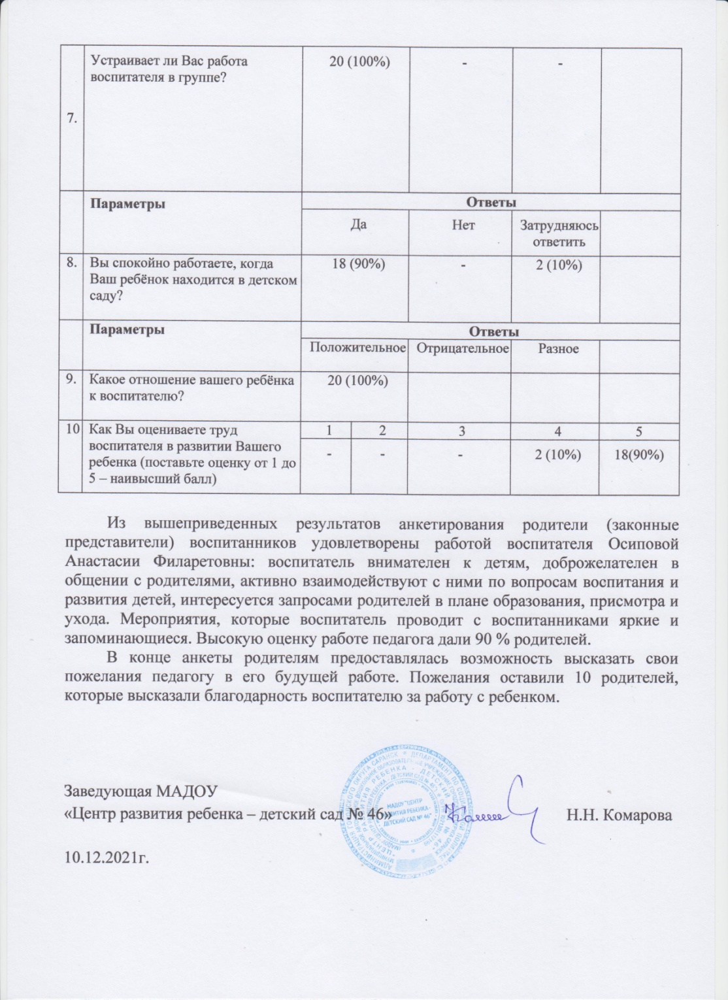 7.
Устраивает ли Вас работа
воспитателя в группе?
20 (100%)
-
-
Параметры
Ответы
Да
Нет
Затрудняюсь
ответить
8.
Вы спокойно работаете, когда
Ваш ребёнок находится в детском
саду?
18 (90%)
-
2 (10%)
Параметры
Ответы
Положительное
Отрицательное
Разное
9.
Какое отношение вашего ребёнка
к воспитателю?
20 (100%)
10
Как Вы оцениваете труд
воспитателя в развитии Вашего
ребенка (поставьте оценку от 1 до
5 – наивысший балл)
1
2
3
4
5
-
-
-
2 (10%)
18(90%)
Из вышеприведенных результатов анкетирования родители (законные
представители) воспитанников удовлетворены работой воспитателя Осиповой
Анастасии Филаретовны: воспитатель внимателен к детям, доброжелателен в
общении с родителями, активно взаимодействуют с ними по вопросам воспитания и
развития детей, интересуется запросами родителей в плане образования, присмотра и
ухода. Мероприятия, которые воспитатель проводит с воспитанниками яркие и
запоминающиеся. Высокую оценку работе педагога дали 90 % родителей.
В конце анкеты родителям предоставлялась возможность высказать свои
пожелания педагогу в его будущей работе. Пожелания оставили 10 родителей,
которые высказали благодарность воспитателю за работу с ребенком.
Заведующая МАДОУ
«Центр развития ребенка – детский сад № 46»
Н.Н. Комарова
10.12.2021г.
МАДОУ "ЦЕНТР
РАЗВИТИЯ РЕБЕНКА-
ДЕТСКИЙ САД № 46"